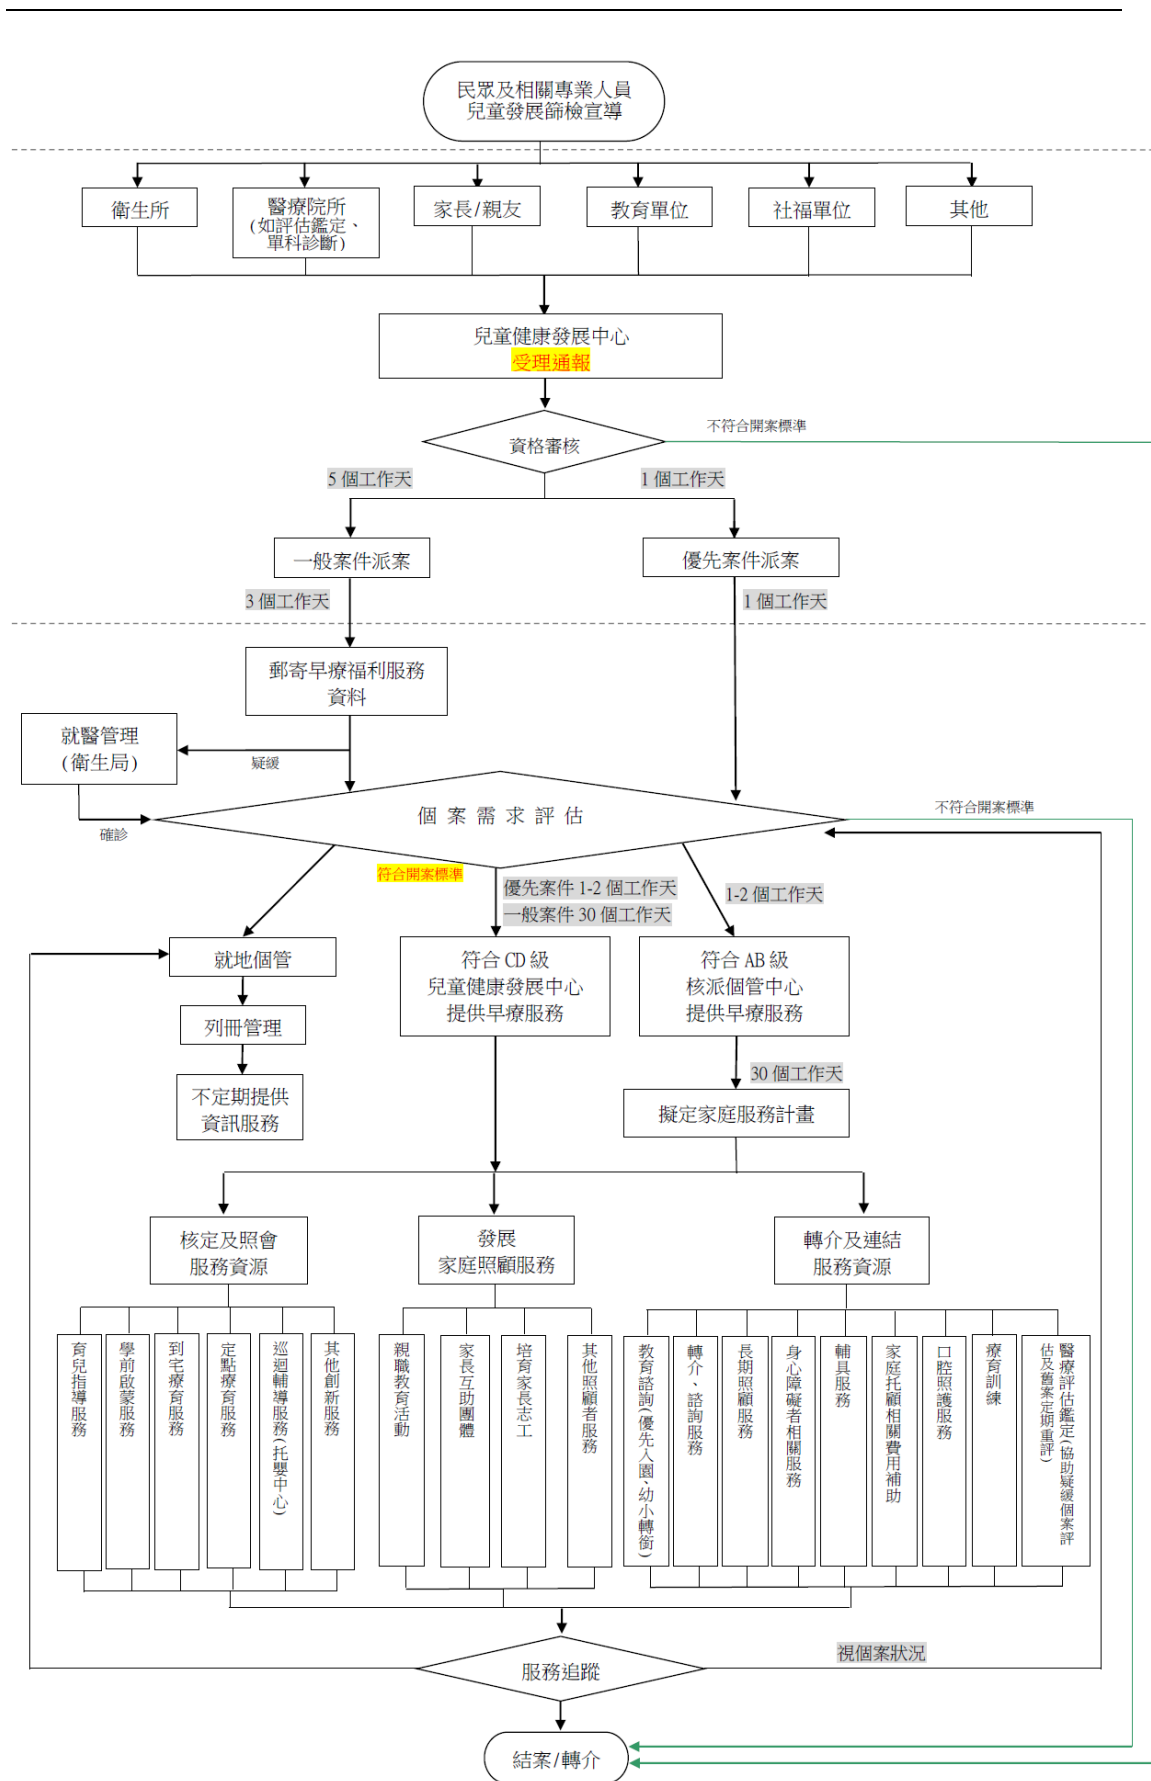 民眾及相關專業人員
兒童發展篩檢宣導
衛生所
醫療院所
(如評估鑑定、
單科診斷)
家長/親友
教育單位
社福單位
其他
兒童健康發展中心
受理通報
資格審核
不符合開案標準
5 個工作天
1 個工作天
一般案件派案
優先案件派案
3 個工作天
1 個工作天
郵寄早療福利服務
資料
就醫管理
(衛生局)
疑緩
確診
個案需求評估
不符合開案標準
符合開案標準
優先案件 1-2 個工作天
一般案件 30 個工作天
1-2 個工作天
就地個管
符合 CD 級
兒童健康發展中心
提供早療服務
符合 AB 級
核派個管中心
提供早療服務
列冊管理
不定期提供
資訊服務
30 個工作天
擬定家庭服務計畫
核定及照會
服務資源
發展
家庭照顧服務
轉介及連結
服務資源
育兒指導服務
學前啟蒙服務
到宅療育服務
定點療育服務
巡迴輔導服務(托嬰中心)
其他創新服務
親職教育活動
家長互助團體
培育家長志工
其他照顧者服務
教育諮詢(優先入園、幼小轉銜)
轉介、諮詢服務
長期照顧服務
身心障礙者相關服務
輔具服務
家庭托顧相關費用補助
口腔照護服務
療育訓練
醫療評估鑑定(協助疑緩個案評
估及舊案定期重評)
服務追蹤
視個案狀況
結案/轉介